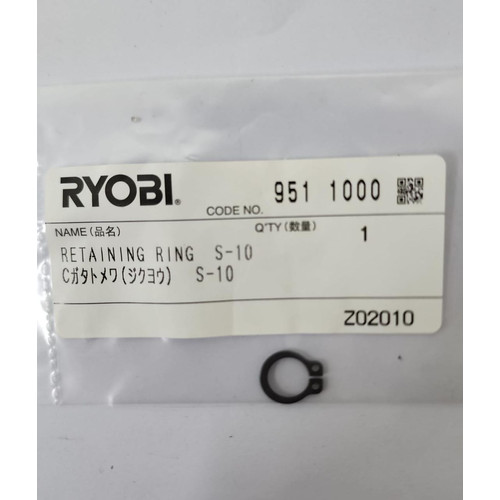 RYOBI®
CODE NO. 951 1000
NAME (品名) Q'TY (数量) 1
RETAINING RING S-10
Cガタトメワ(ジクヨウ) S-10
Z02010